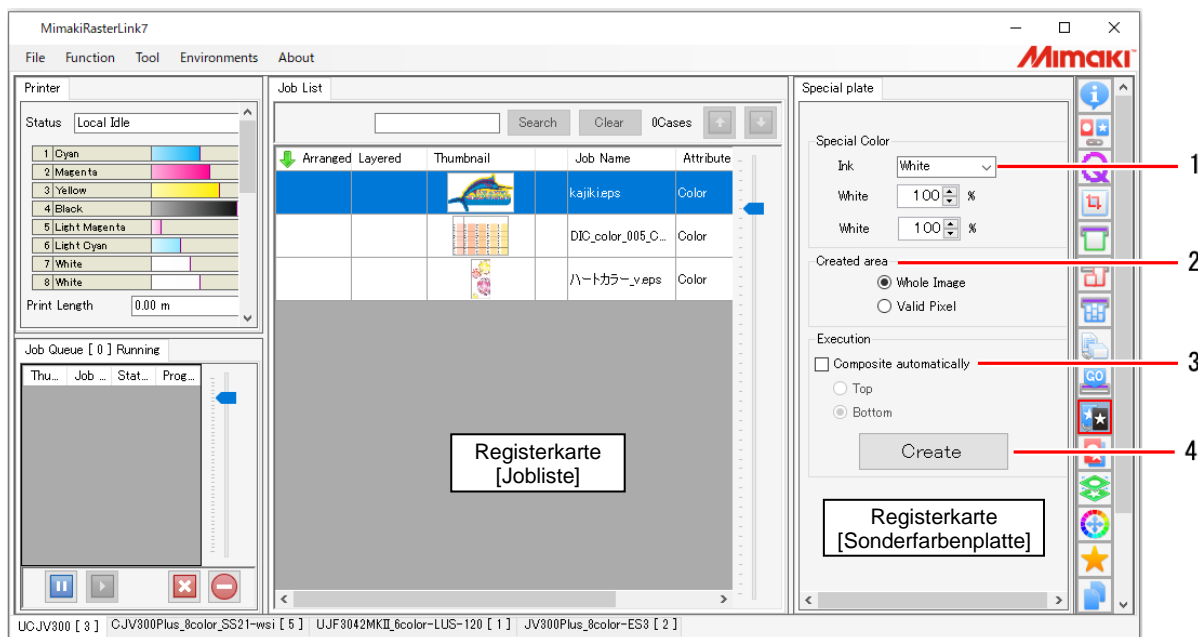 MimakiRasterLink7
File Function Tool Environments About
Mimaki
Printer
Status Local Idle
1 Cyan
2 Magenta
3 Yellow
4 Black
5 Light Magenta
6 Light Cyan
7 White
8 White
Print Length 0.00 m
Job Queue [ 0 ] Running
Thu... Job ... Stat... Prog...
Job List
Search Clear 0Cases
Arranged Layered Thumbnail Job Name Attribute
kajiki.eps Color
DIC_color_005_C... Color
ハートカラー_v.eps Color
Registerkarte
[Jobliste]
Special plate
Special Color
Ink White
White 100 %
White 100 %
Created area
Whole Image
Valid Pixel
Execution
Composite automatically
Top
Bottom
Create
Registerkarte
[Sonderfarbenplatte]
GO
1
2
3
4
UCJV300 [ 3 ] CJV300Plus_8color_SS21-wsi [ 5 ] UJF3042MKII_6color-LUS-120 [ 1 ] JV300Plus_8color-ES3 [ 2 ]